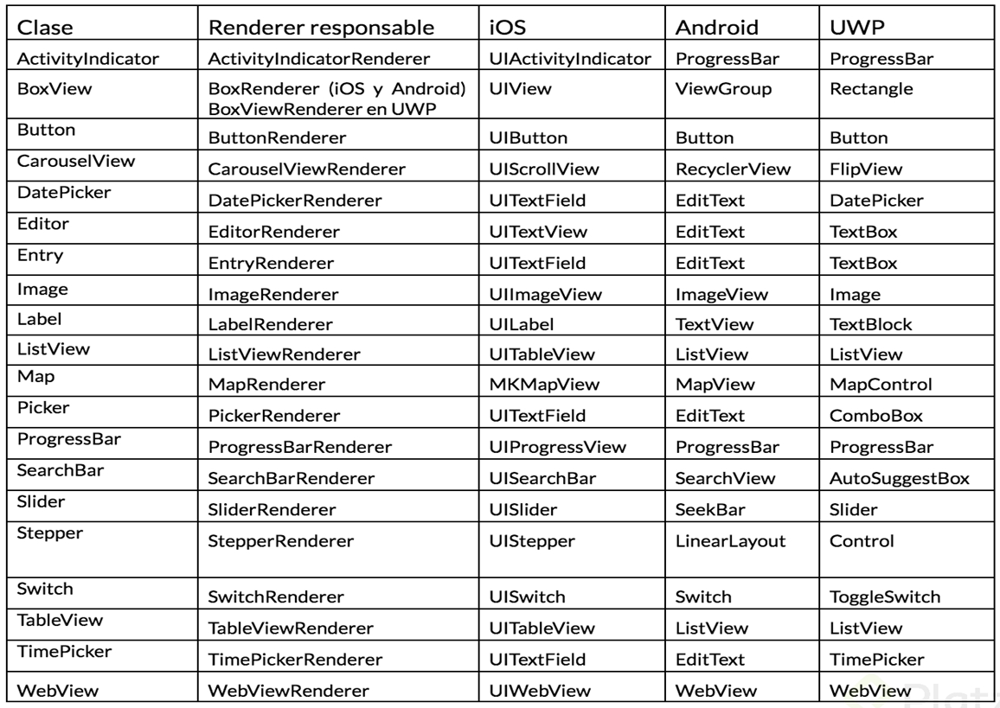 Clase Renderer responsable iOS Android UWP
ActivityIndicator ActivityIndicatorRenderer UIActivityIndicator ProgressBar ProgressBar
BoxView BoxRenderer (iOS y Android) UIView ViewGroup Rectangle
BoxViewRenderer en UWP
Button ButtonRenderer UIButton Button Button
CarouselView CarouselViewRenderer UIScrollView RecyclerView FlipView
DatePicker DatePickerRenderer UITextField EditText DatePicker
Editor EditorRenderer UITextView EditText TextBox
Entry EntryRenderer UITextField EditText TextBox
Image ImageRenderer UIImageView ImageView Image
Label LabelRenderer UILabel TextView TextBlock
ListView ListViewRenderer UITableView ListView ListView
Map MapRenderer MKMapView MapView MapControl
Picker PickerRenderer UITextField EditText ComboBox
ProgressBar ProgressBarRenderer UIProgressView ProgressBar ProgressBar
SearchBar SearchBarRenderer UISearchBar SearchView AutoSuggestBox
Slider SliderRenderer UISlider SeekBar Slider
Stepper StepperRenderer UIStepper LinearLayout Control
Switch SwitchRenderer UISwitch Switch ToggleSwitch
TableView TableViewRenderer UITableView ListView ListView
TimePicker TimePickerRenderer UITextField EditText TimePicker
WebView WebViewRenderer UIWebView WebView WebView